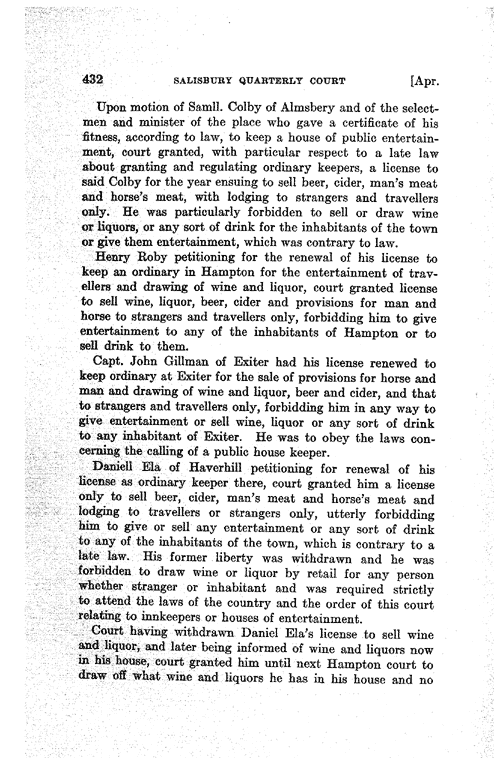 432 SALISBURY QUARTERLY COURT [Apr.
Upon motion of Samll. Colby of Almsbery and of the select-
men and minister of the place who gave a certificate of his
fitness, according to law, to keep a house of public entertain-
ment, court granted, with particular respect to a late law
about granting and regulating ordinary keepers, a license to
said Colby for the year ensuing to sell beer, cider, man's meat
and horse's meat, with lodging to strangers and travellers
only. He was particularly forbidden to sell or draw wine
or liquors, or any sort of drink for the inhabitants of the town
or give them entertainment, which was contrary to law.
Henry Roby petitioning for the renewal of his license to
keep an ordinary in Hampton for the entertainment of trav-
ellers and drawing of wine and liquor, court granted license
to sell wine, liquor, beer, cider and provisions for man and
horse to strangers and travellers only, forbidding him to give
entertainment to any of the inhabitants of Hampton or to
sell drink to them.
Capt. John Gillman of Exiter had his license renewed to
keep ordinary at Exiter for the sale of provisions for horse and
man and drawing of wine and liquor, beer and cider, and that
to strangers and travellers only, forbidding him in any way to
give entertainment or sell wine, liquor or any sort of drink
to any inhabitant of Exiter. He was to obey the laws con-
cerning the calling of a public house keeper.
Daniell Ela of Haverhill petitioning for renewal of his
license as ordinary keeper there, court granted him a license
only to sell beer, cider, man's meat and horse's meat and
lodging to travellers or strangers only, utterly forbidding
him to give or sell any entertainment or any sort of drink
to any of the inhabitants of the town, which is contrary to a
late law. His former liberty was withdrawn and he was
forbidden to draw wine or liquor by retail for any person
whether stranger or inhabitant and was required strictly
to attend the laws of the country and the order of this court
relating to innkeepers or houses of entertainment.
Court having withdrawn Daniel Ela's license to sell wine
and liquor, and later being informed of wine and liquors now
in his house, court granted him until next Hampton court to
draw off what wine and liquors he has in his house and no